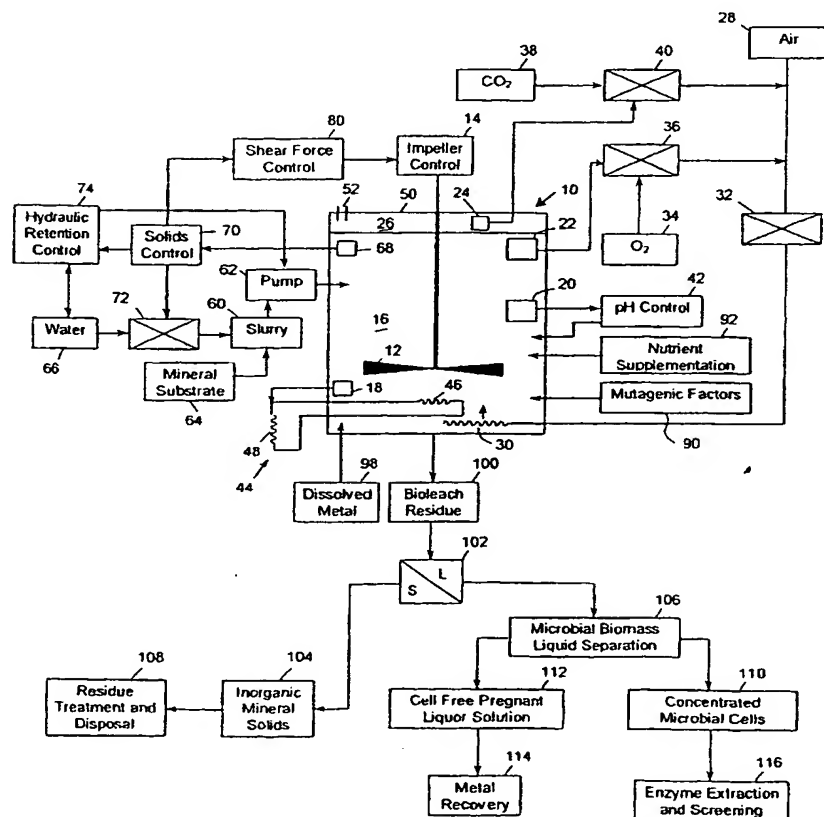 28
Air
38
CO₂
40
80
Shear Force
Control
14
Impeller
Control
36
74
Hydraulic
Retention
Control
70
Solids
Control
52
50
24
10
26
22
34
O₂
32
68
62
Pump
20
42
pH Control
72
60
Slurry
16
Water
66
92
Nutrient
Supplementation
12
Mineral
Substrate
64
18
46
Mutagenic Factors
90
48
30
44
98
Dissolved
Metal
100
Bioleach
Residue
102
S
L
106
Microbial Biomass
Liquid Separation
108
Residue
Treatment and
Disposal
104
Inorganic
Mineral
Solids
112
Cell Free Pregnant
Liquor Solution
110
Concentrated
Microbial Cells
114
Metal
Recovery
116
Enzyme Extraction
and Screening